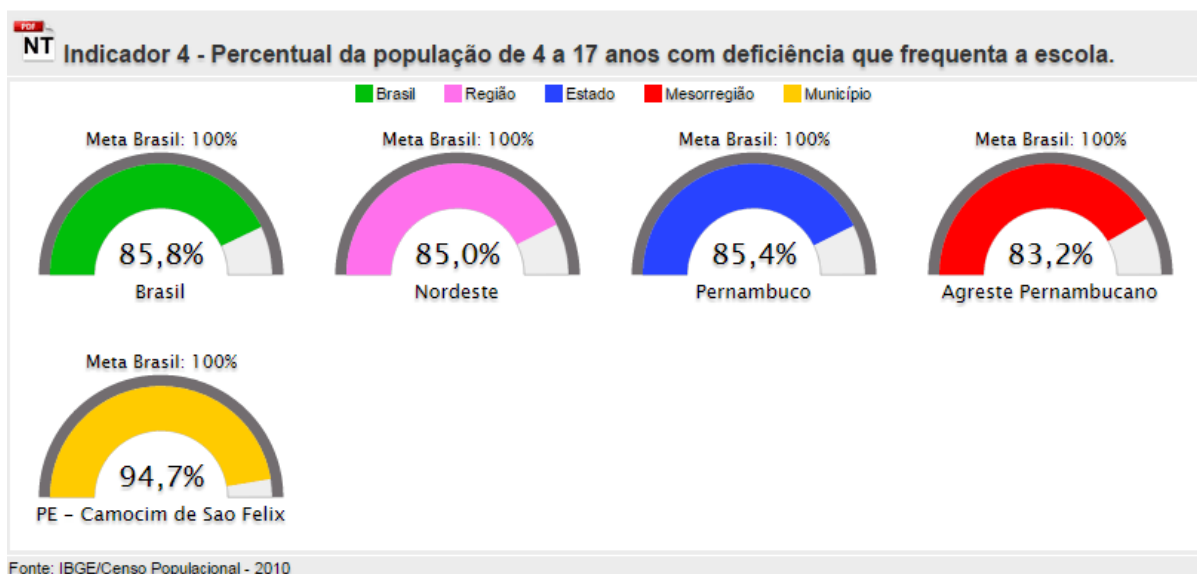 PDF
NT Indicador 4 - Percentual da população de 4 a 17 anos com deficiência que frequenta a escola.
Brasil Região Estado Mesorregião Município
Meta Brasil: 100% Meta Brasil: 100% Meta Brasil: 100% Meta Brasil: 100%
85,8% 85,0% 85,4% 83,2%
Brasil Nordeste Pernambuco Agreste Pernambucano
Meta Brasil: 100%
94,7%
PE - Camocim de Sao Felix
Fonte: IBGE/Censo Populacional - 2010